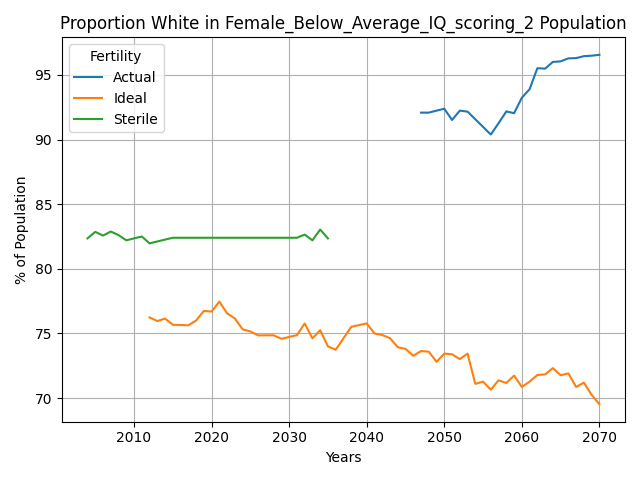 Proportion White in Female_Below_Average_IQ_scoring_2 Population
Fertility
Actual
Ideal
Sterile
% of Population
95
90
85
80
75
70
2010
2020
2030
2040
2050
2060
2070
Years